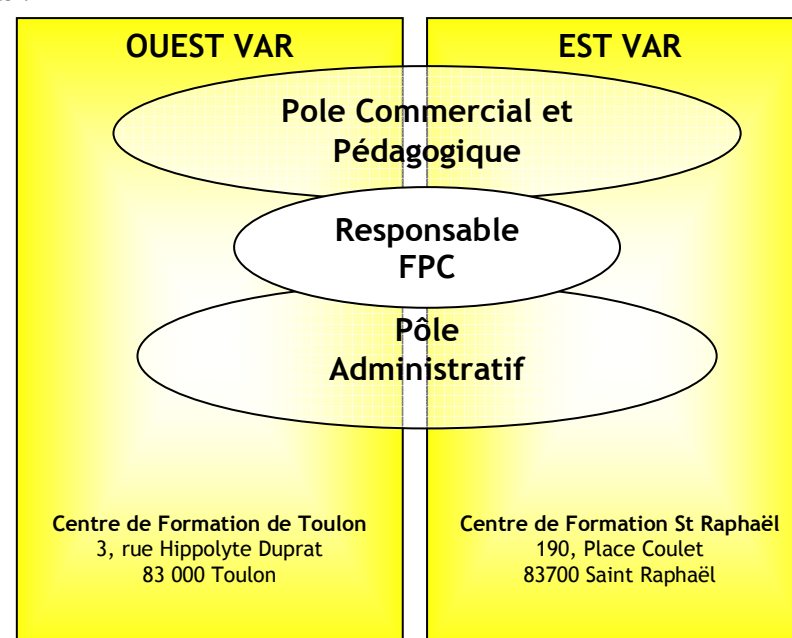 OUEST VAR
EST VAR
Pole Commercial et
Pédagogique
Responsable
FPC
Pôle
Administratif
Centre de Formation de Toulon
3, rue Hippolyte Duprat
83 000 Toulon
Centre de Formation St Raphaël
190, Place Coulet
83700 Saint Raphaël